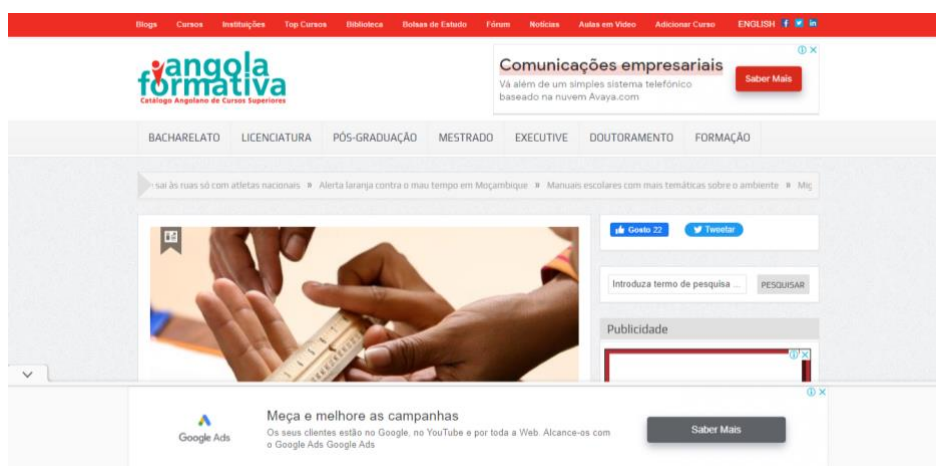 Blogs Cursos Instituições Top Cursos Biblioteca Bolsas de Estudo Fórum Notícias Aulas em Vídeo Adicionar Curso ENGLISH
angola
formativa
Catálogo Angolano de Cursos Superiores
Comunicações empresariais
Vá além de um simples sistema telefónico
baseado na nuvem Avaya.com
Saber Mais
BACHARELATO LICENCIATURA PÓS-GRADUAÇÃO MESTRADO EXECUTIVE DOUTORAMENTO FORMAÇÃO
sai às ruas só com atletas nacionais » Alerta laranja contra o mau tempo em Moçambique » Manuais escolares com mais temáticas sobre o ambiente » Mig
Gosto 22 Tweetar
Introduza termo de pesquisa ... PESQUISAR
Publicidade
Google Ads
Meça e melhore as campanhas
Os seus clientes estão no Google, no YouTube e por toda a Web. Alcance-os com
o Google Ads Google Ads
Saber Mais